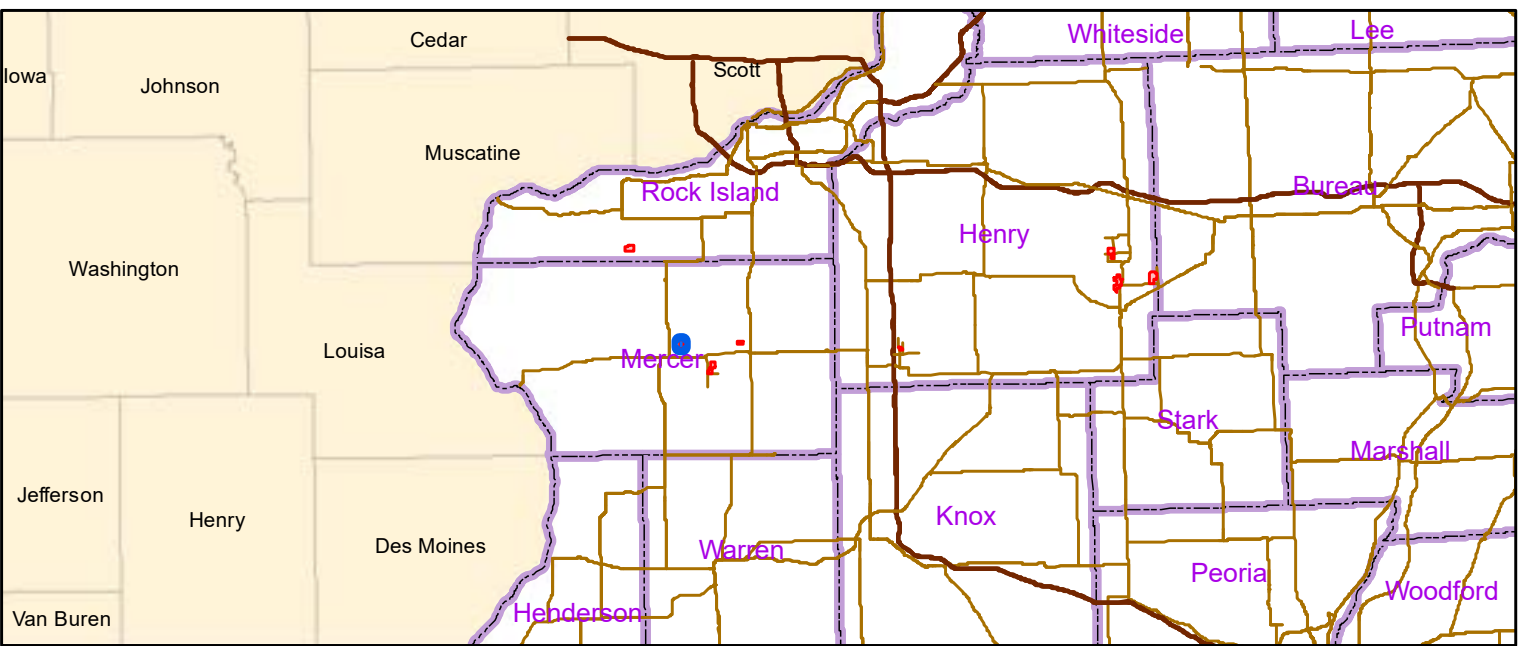 Whiteside
Lee
Cedar
Scott
Iowa
Johnson
Muscatine
Rock Island
Bureau
Henry
Washington
Putnam
Louisa
Mercer
Stark
Marshall
Jefferson
Henry
Knox
Des Moines
Warren
Peoria
Woodford
Van Buren
Henderson